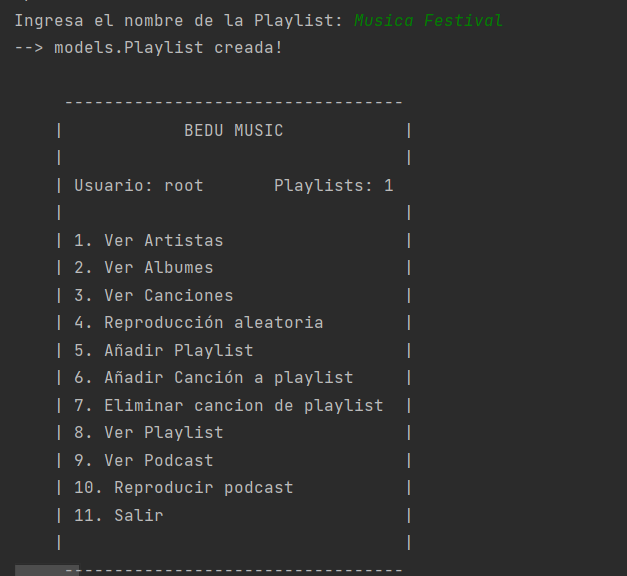 Ingresa el nombre de la Playlist: Musica Festival
--> models.Playlist creada!
----------------------------------
| BEDU MUSIC |
| |
| Usuario: root Playlists: 1
| |
| 1. Ver Artistas |
| 2. Ver Albumes |
| 3. Ver Canciones |
| 4. Reproducción aleatoria |
| 5. Añadir Playlist |
| 6. Añadir Canción a playlist |
| 7. Eliminar cancion de playlist |
| 8. Ver Playlist |
| 9. Ver Podcast |
| 10. Reproducir podcast |
| 11. Salir |
| |
----------------------------------